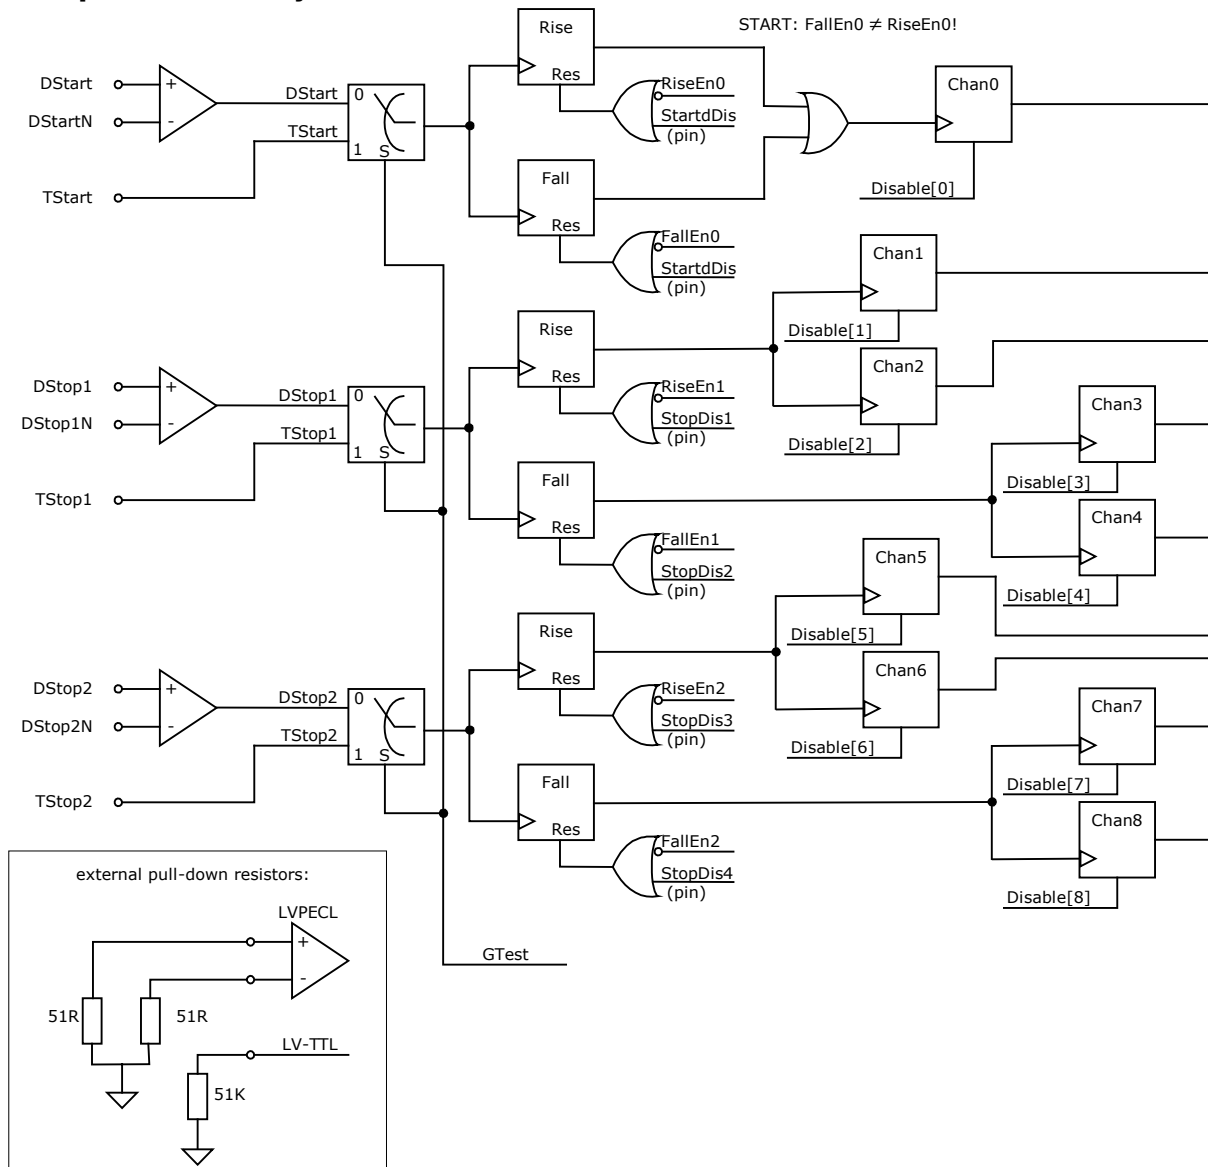 START: FallEn0 ≠ RiseEn0!
Rise
Res
RiseEn0
StartdDis
(pin)
Chan0
Disable[0]
DStart
DStartN
TStart
+
-
DStart
TStart
0
1
S
Fall
Res
FallEn0
StartdDis
(pin)
Chan1
Disable[1]
Chan2
Disable[2]
Rise
Res
RiseEn1
StopDis1
(pin)
DStop1
DStop1N
TStop1
+
-
DStop1
TStop1
0
1
S
Chan3
Disable[3]
Chan4
Disable[4]
Fall
Res
FallEn1
StopDis2
(pin)
Chan5
Disable[5]
Chan6
Disable[6]
Rise
Res
RiseEn2
StopDis3
(pin)
DStop2
DStop2N
TStop2
+
-
DStop2
TStop2
0
1
S
Chan7
Disable[7]
Chan8
Disable[8]
Fall
Res
FallEn2
StopDis4
(pin)
GTest
external pull-down resistors:
LVPECL
+
-
51R
51R
LV-TTL
51K